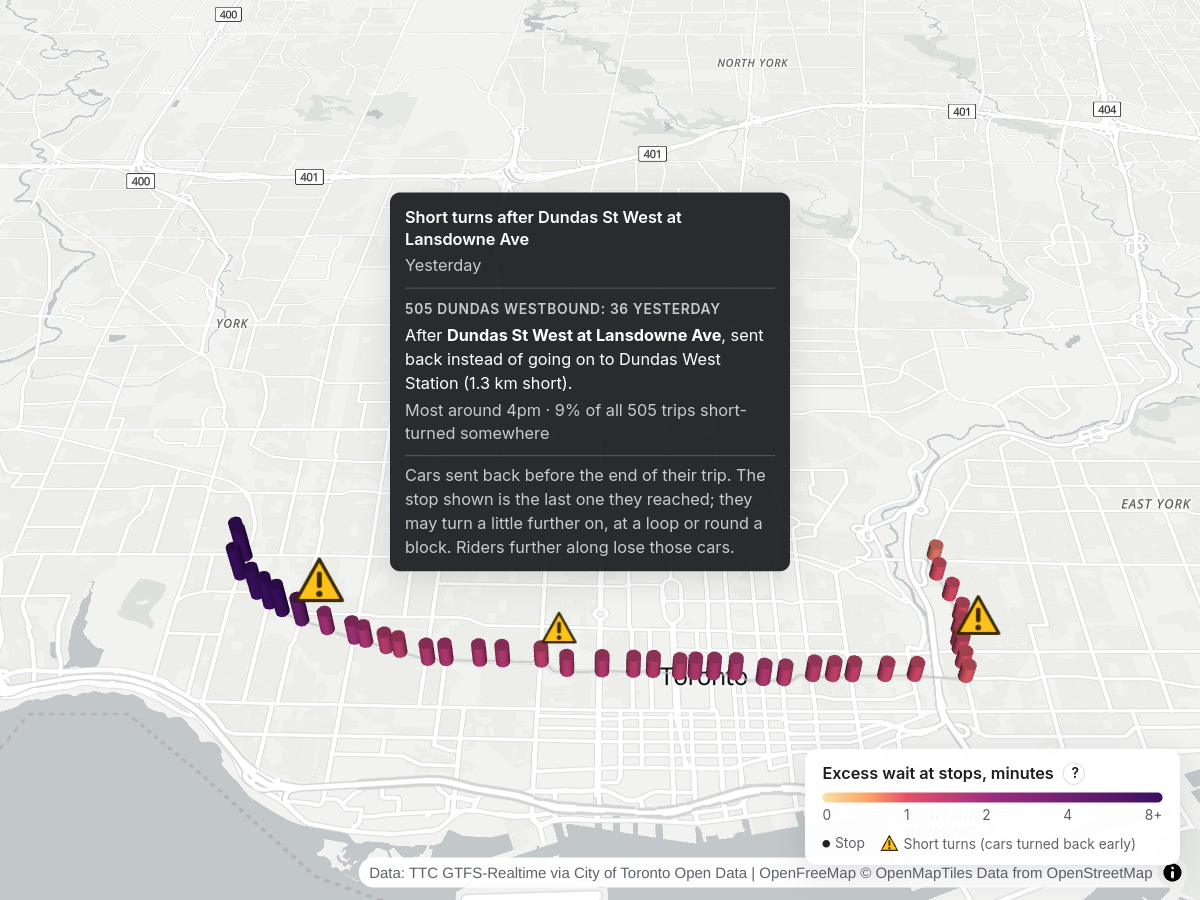 400
NORTH YORK
401
404
401
400
401
Short turns after Dundas St West at
Lansdowne Ave
Yesterday
505 DUNDAS WESTBOUND: 36 YESTERDAY
After Dundas St West at Lansdowne Ave, sent
back instead of going on to Dundas West
Station (1.3 km short).
Most around 4pm · 9% of all 505 trips short-
turned somewhere
Cars sent back before the end of their trip. The
stop shown is the last one they reached; they
may turn a little further on, at a loop or round a
block. Riders further along lose those cars.
YORK
EAST YORK
Toronto
Excess wait at stops, minutes ?
0 1 2 4 8+
Stop Short turns (cars turned back early)
Data: TTC GTFS-Realtime via City of Toronto Open Data | OpenFreeMap © OpenMapTiles Data from OpenStreetMap